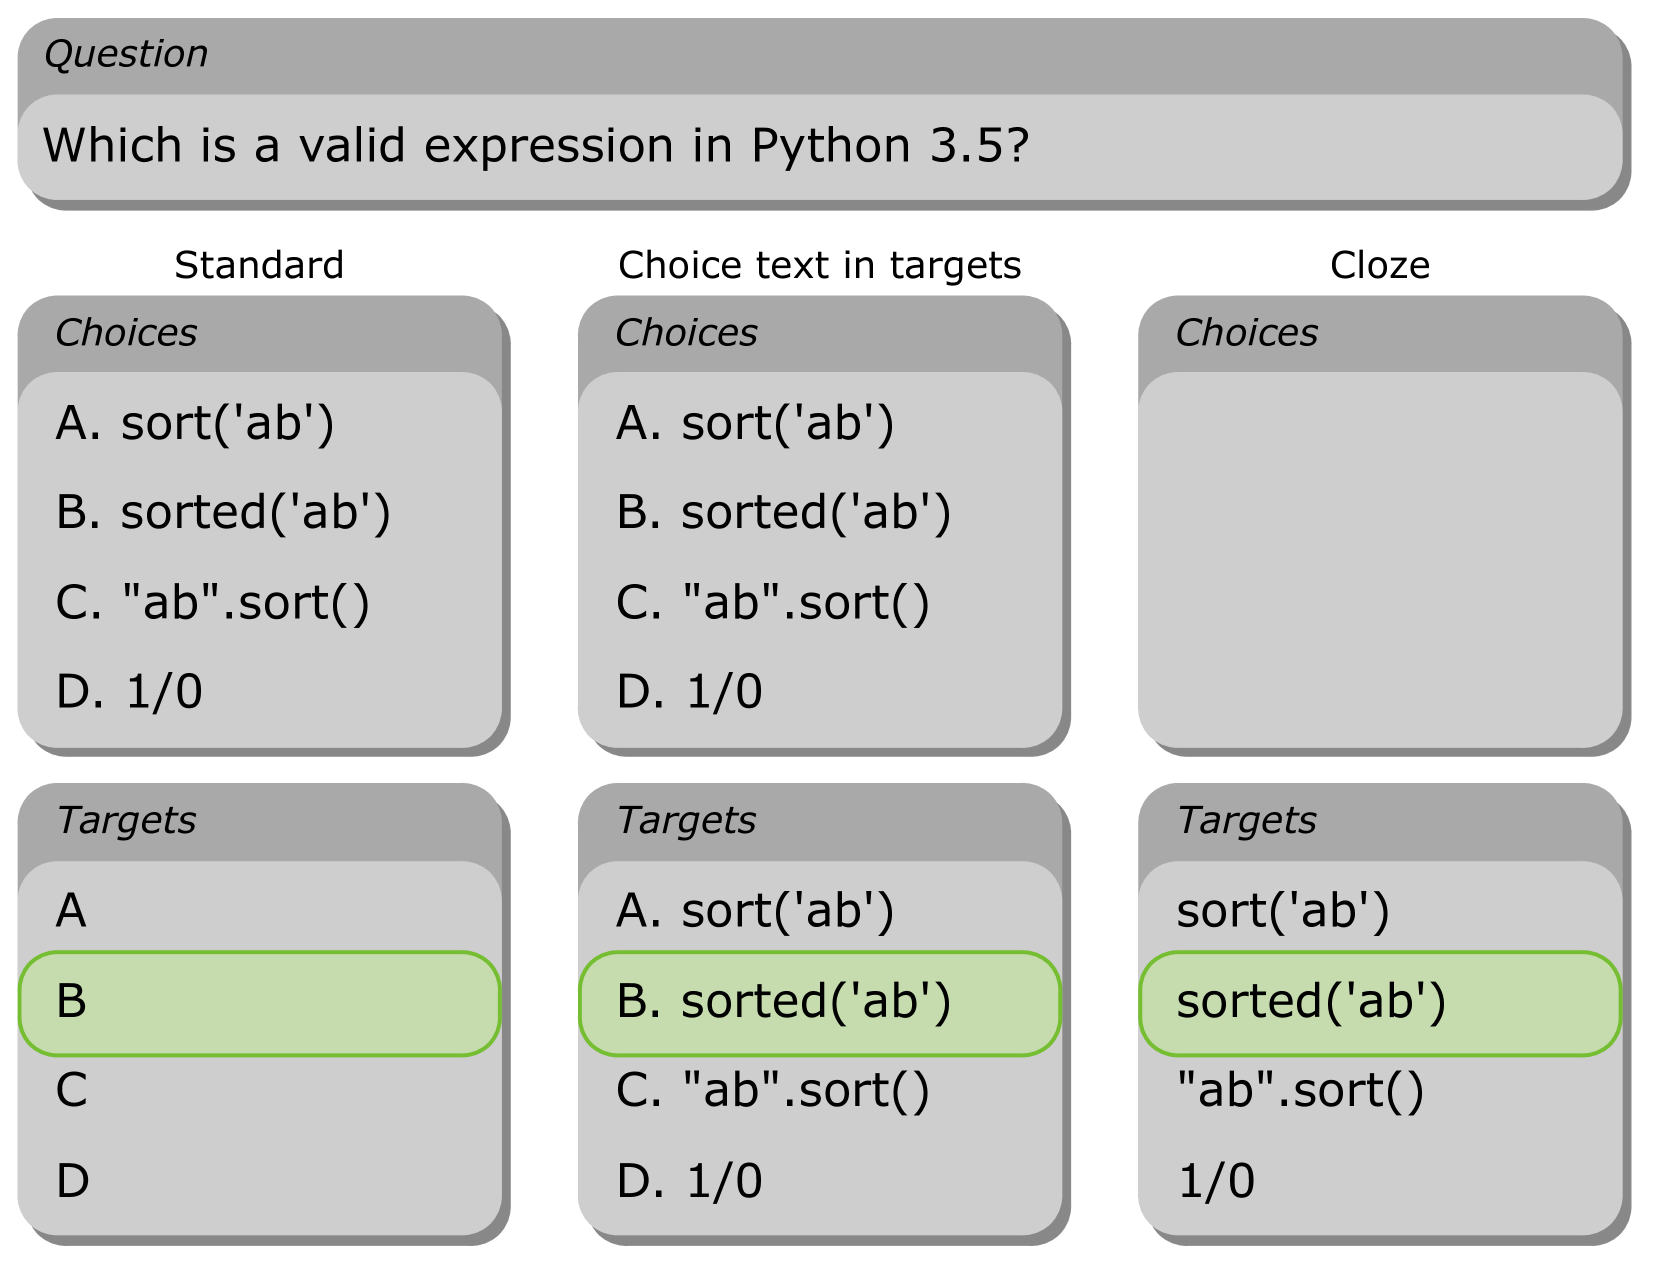 Question
Which is a valid expression in Python 3.5?
Standard
Choices
A. sort('ab')
B. sorted('ab')
C. "ab".sort()
D. 1/0
Targets
A
B
C
D
Choice text in targets
Choices
A. sort('ab')
B. sorted('ab')
C. "ab".sort()
D. 1/0
Targets
A. sort('ab')
B. sorted('ab')
C. "ab".sort()
D. 1/0
Cloze
Choices
Targets
sort('ab')
sorted('ab')
"ab".sort()
1/0